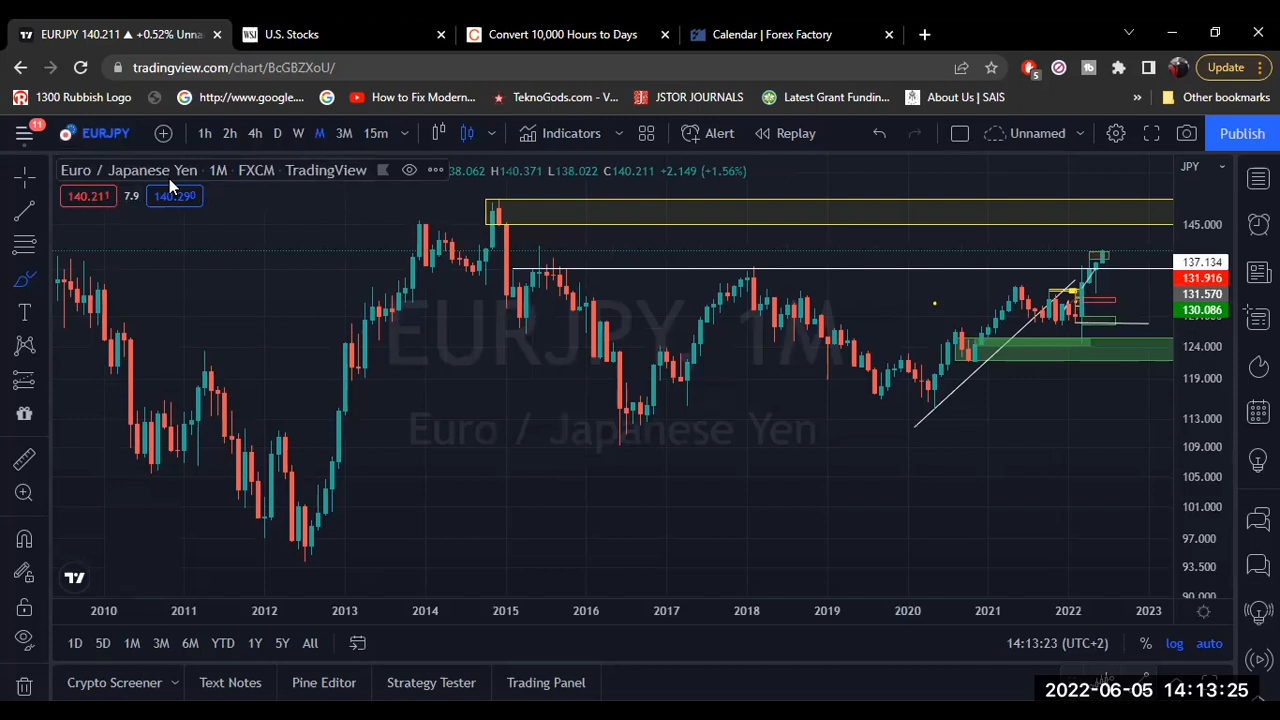 EURJPY 140.211 ▲ +0.52% Unna
U.S. Stocks
Convert 10,000 Hours to Days
Calendar | Forex Factory
tradingview.com/chart/BcGBZXoU/
5
Update
1300 Rubbish Logo
http://www.google....
How to Fix Modern...
TeknoGods.com - V...
JSTOR JOURNALS
Latest Grant Funding...
About Us | SAIS
»
Other bookmarks
11
EURJPY
1h 2h 4h D W M 3M 15m
Indicators
Alert
Replay
Unnamed
Publish
Euro / Japanese Yen · 1M · FXCM · TradingView
38.062 H140.371 L138.022 C140.211 +2.149 (+1.56%)
JPY
140.211 7.9 140.290
145.000
137.134
131.916
131.570
130.086
124.000
119.000
113.000
109.000
105.000
101.000
97.000
93.500
90.000
EURJPY 1M
Euro / Japanese Yen
2010 2011 2012 2013 2014 2015 2016 2017 2018 2019 2020 2021 2022 2023
1D 5D 1M 3M 6M YTD 1Y 5Y All
14:13:23 (UTC+2)
% log auto
Crypto Screener
Text Notes
Pine Editor
Strategy Tester
Trading Panel
2022-06-05 14:13:25